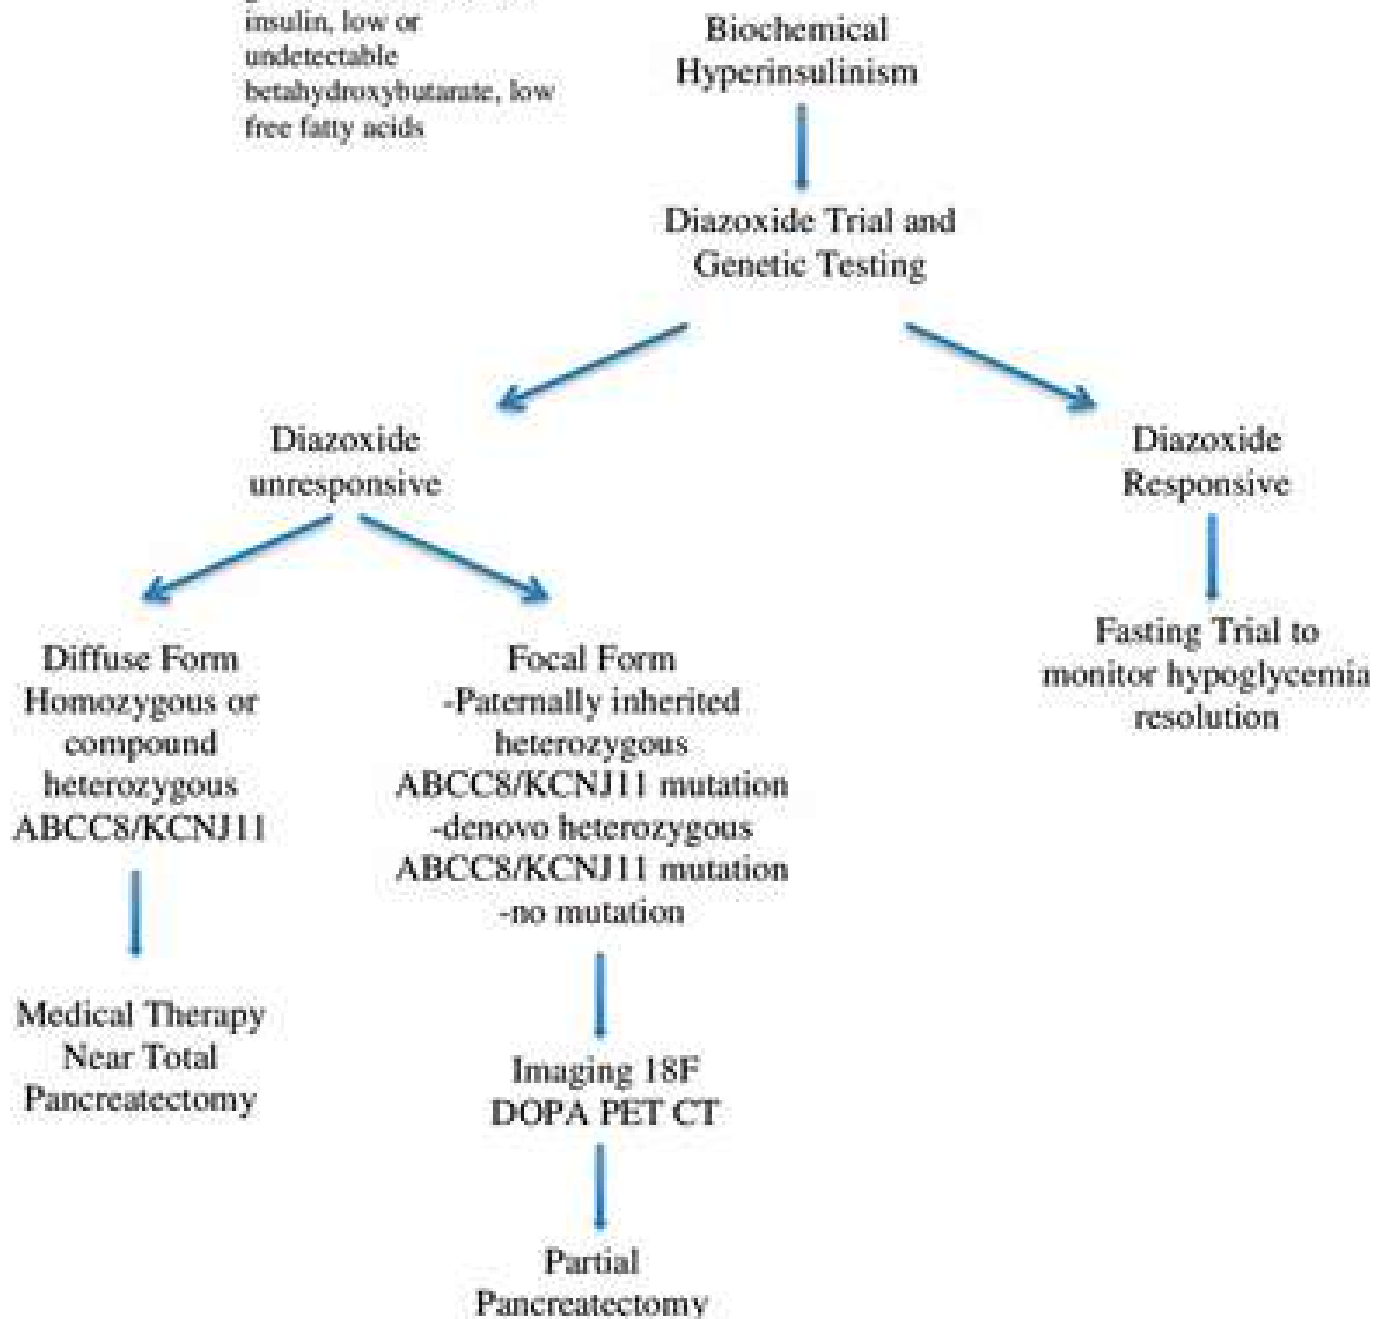 insulin, low or
undetectable
betahydroxybutarate, low
free fatty acids
Biochemical
Hyperinsulinism
Diazoxide Trial and
Genetic Testing
Diazoxide
unresponsive
Diazoxide
Responsive
Diffuse Form
Homozygous or
compound
heterozygous
ABCC8/KCNJ11
Focal Form
-Paternally inherited
heterozygous
ABCC8/KCNJ11 mutation
-denovo heterozygous
ABCC8/KCNJ11 mutation
-no mutation
Fasting Trial to
monitor hypoglycemia
resolution
Medical Therapy
Near Total
Pancreatectomy
Imaging 18F
DOPA PET CT
Partial
Pancreatectomy